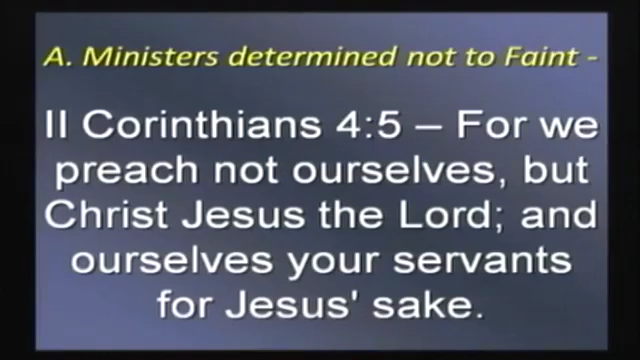 A. Ministers determined not to Faint -
II Corinthians 4:5 – For we
preach not ourselves, but
Christ Jesus the Lord; and
ourselves your servants
for Jesus' sake.